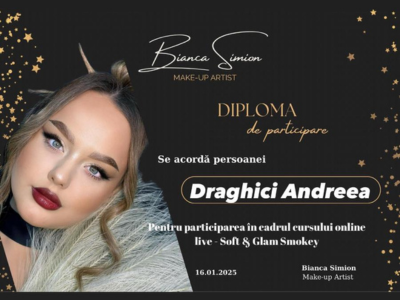 Bianca Simion
MAKE-UP ARTIST
DIPLOMA
de participare
Se acordă persoanei
Draghici Andreea
Pentru participarea în cadrul cursului online
live - Soft & Glam Smokey
16.01.2025
Bianca Simion
Make-up Artist